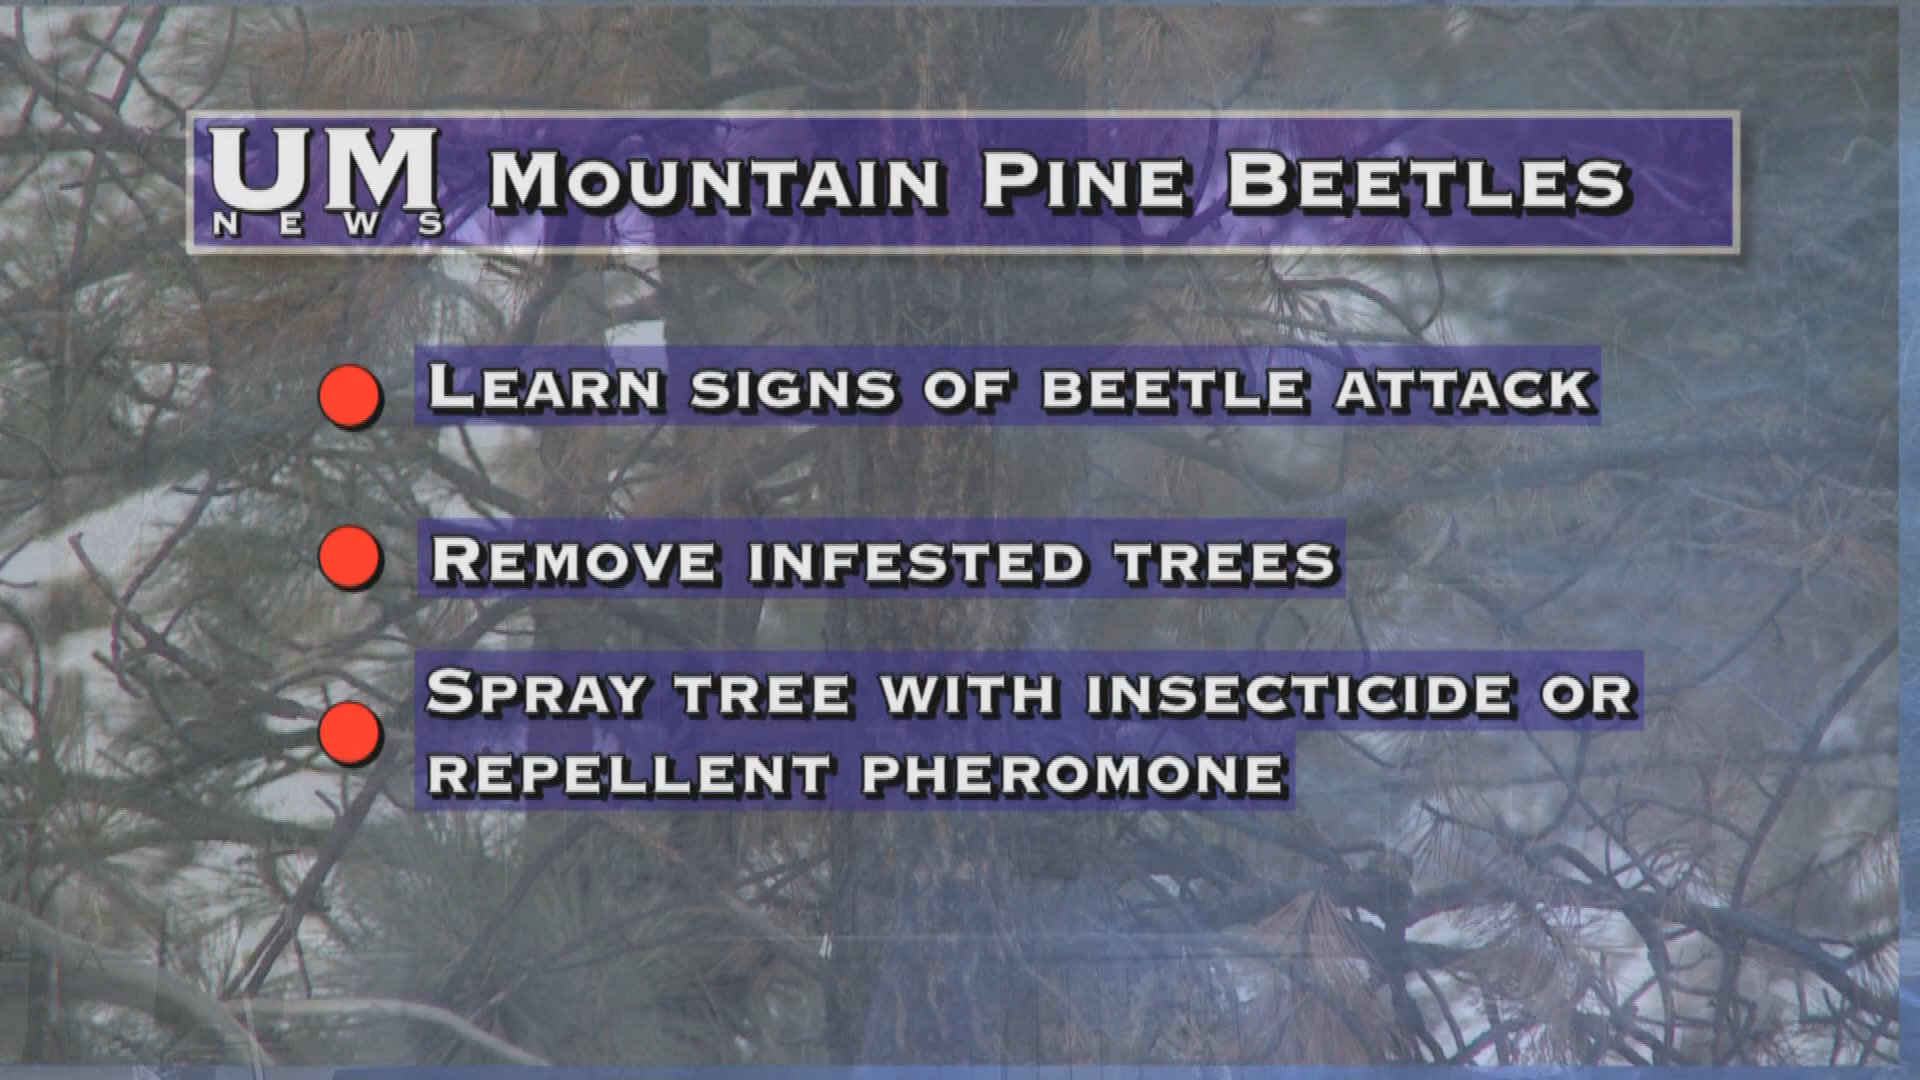 UM
NEWS
MOUNTAIN PINE BEETLES
LEARN SIGNS OF BEETLE ATTACK
REMOVE INFESTED TREES
SPRAY TREE WITH INSECTICIDE OR
REPELLENT PHEROMONE